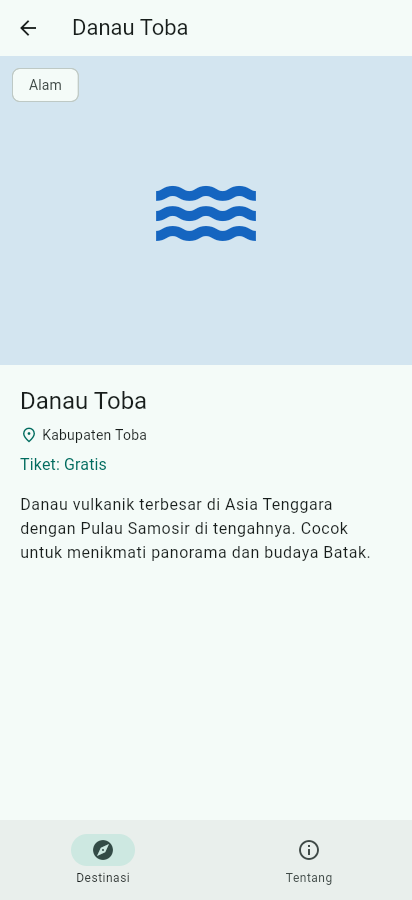 Danau Toba
Alam
Danau Toba
Kabupaten Toba
Tiket: Gratis
Danau vulkanik terbesar di Asia Tenggara
dengan Pulau Samosir di tengahnya. Cocok
untuk menikmati panorama dan budaya Batak.
Destinasi
Tentang